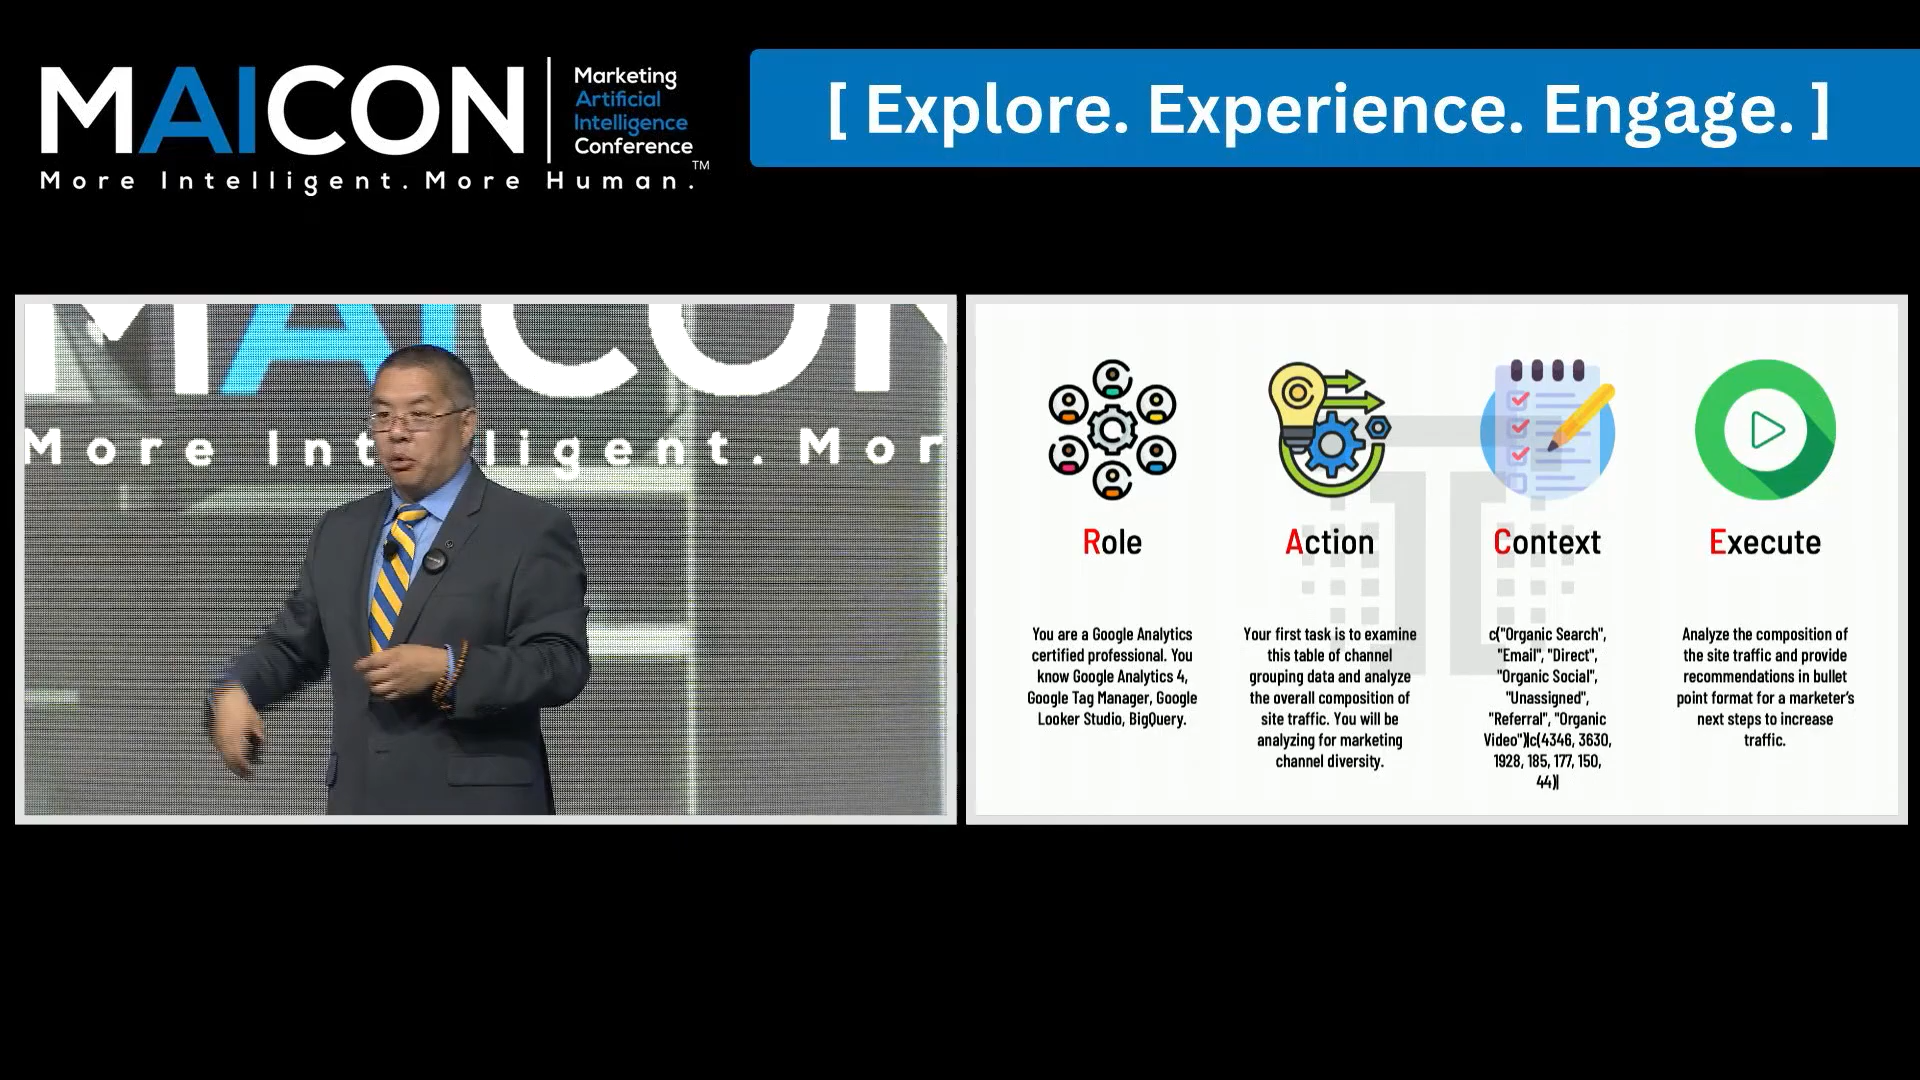 MAICON
Marketing
Artificial
Intelligence
Conference
TM
More Intelligent. More Human.
[ Explore. Experience. Engage. ]
MAICON
More Intelligent. Mor
Role
You are a Google Analytics
certified professional. You
know Google Analytics 4,
Google Tag Manager, Google
Looker Studio, BigQuery.
Action
Your first task is to examine
this table of channel
grouping data and analyze
the overall composition of
site traffic. You will be
analyzing for marketing
channel diversity.
Context
c("Organic Search",
"Email", "Direct",
"Organic Social",
"Unassigned",
"Referral", "Organic
Video")|c(4346, 3630,
1928, 185, 177, 150,
44)|
Execute
Analyze the composition of
the site traffic and provide
recommendations in bullet
point format for a marketer’s
next steps to increase
traffic.